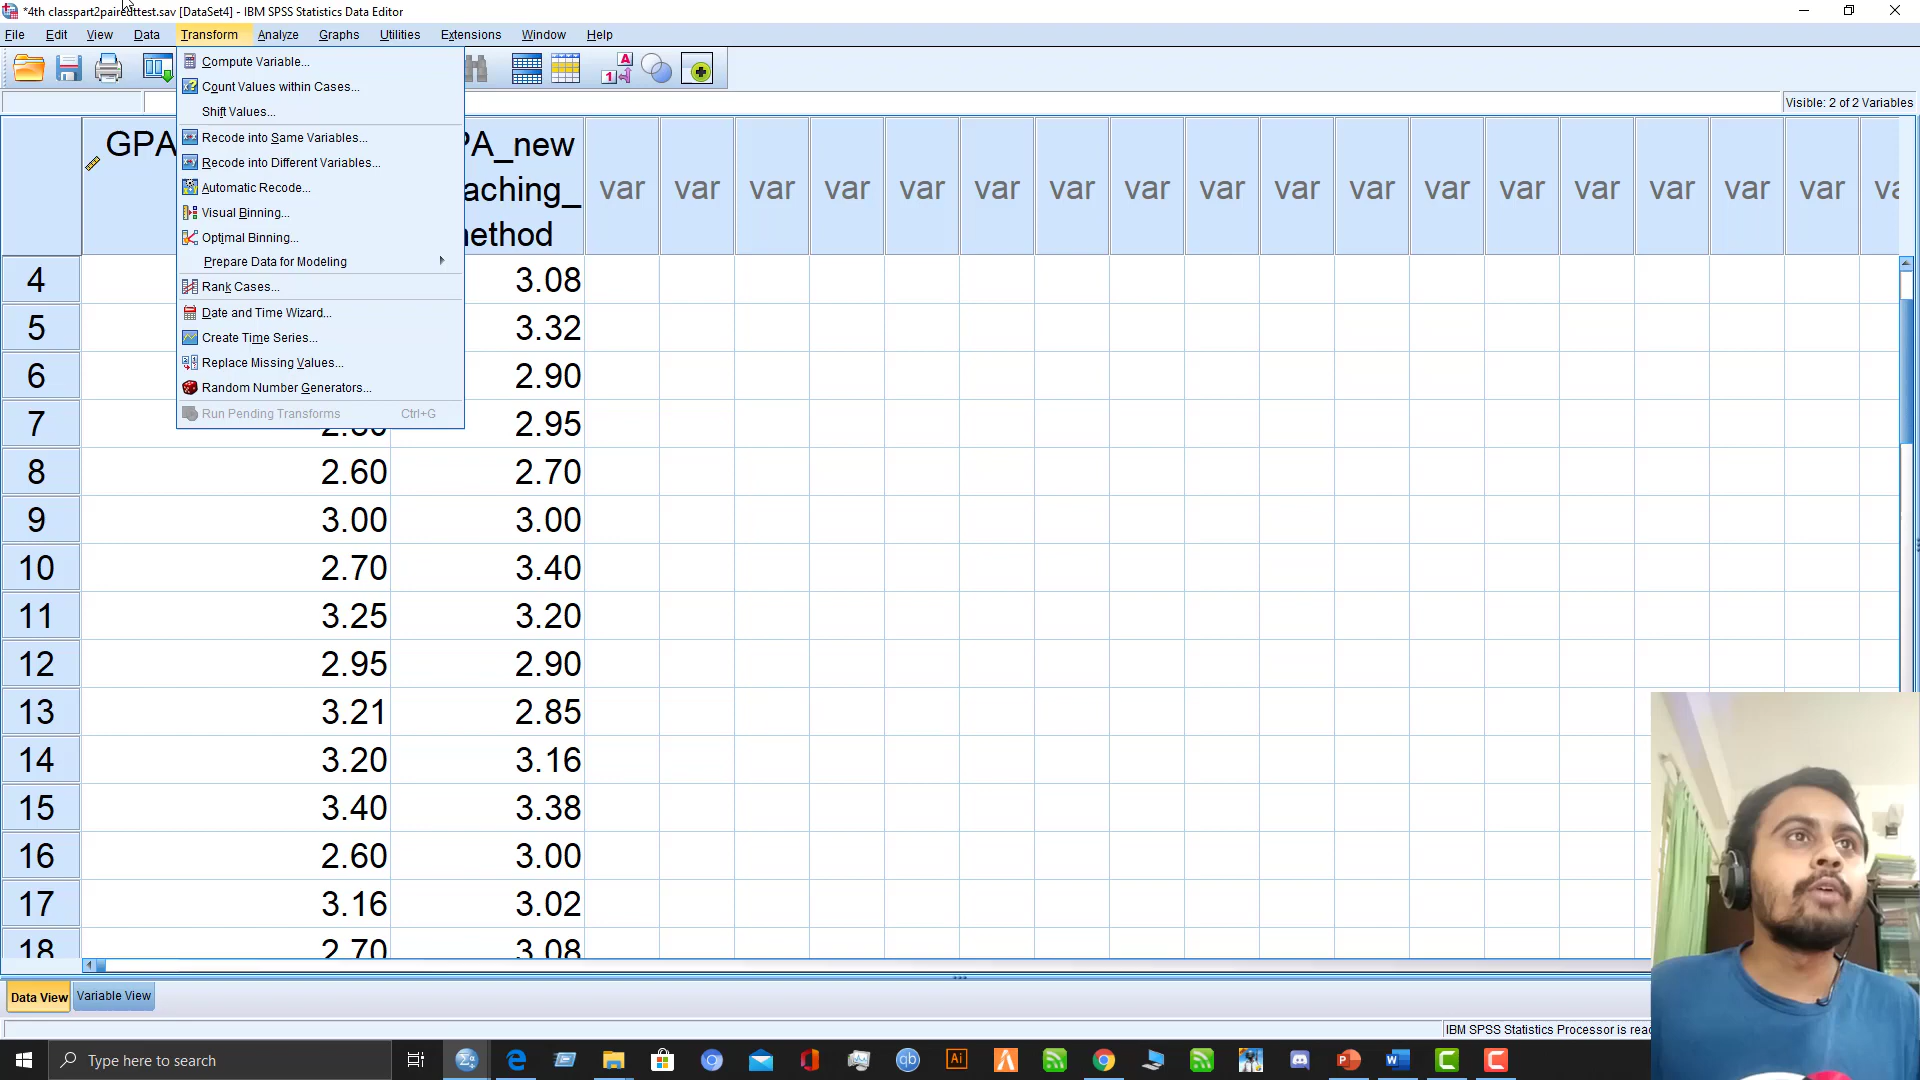 *4th classpart2pairedttest.sav [DataSet4] - IBM SPSS Statistics Data Editor
File Edit View Data Transform Analyze Graphs Utilities Extensions Window Help
Compute Variable...
Count Values within Cases...
Shift Values...
Recode into Same Variables...
Recode into Different Variables...
Automatic Recode...
Visual Binning...
Optimal Binning...
Prepare Data for Modeling
Rank Cases...
Date and Time Wizard...
Create Time Series...
Replace Missing Values...
Random Number Generators...
Run Pending Transforms Ctrl+G
Visible: 2 of 2 Variables
GPA PA_new
aching_ var var var var var var var var var var var var var var var var var va
ethod
4 3.08
5 3.32
6 2.90
7 2.95
8 2.60 2.70
9 3.00 3.00
10 2.70 3.40
11 3.25 3.20
12 2.95 2.90
13 3.21 2.85
14 3.20 3.16
15 3.40 3.38
16 2.60 3.00
17 3.16 3.02
18 2.70 3.08
Data View Variable View
IBM SPSS Statistics Processor is read
Type here to search